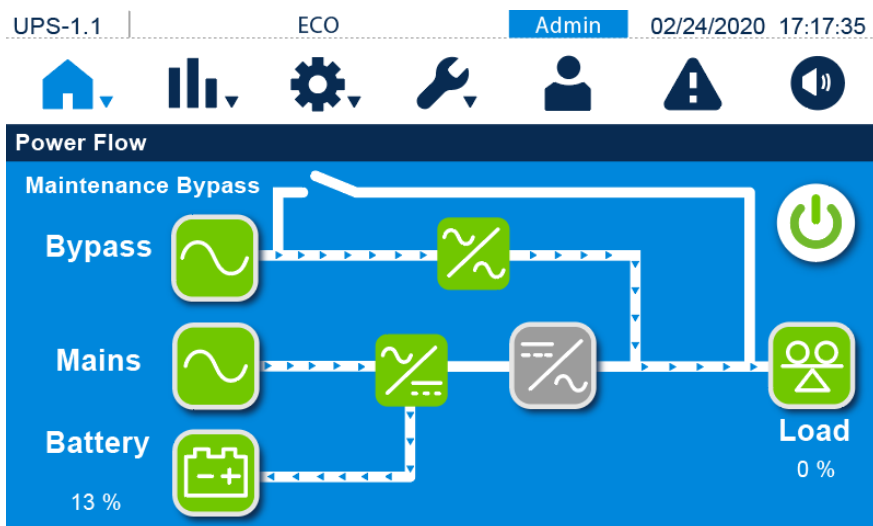 UPS-1.1 ECO Admin 02/24/2020 17:17:35
Power Flow
Maintenance Bypass
Bypass
Mains
Battery
13 %
Load
0 %